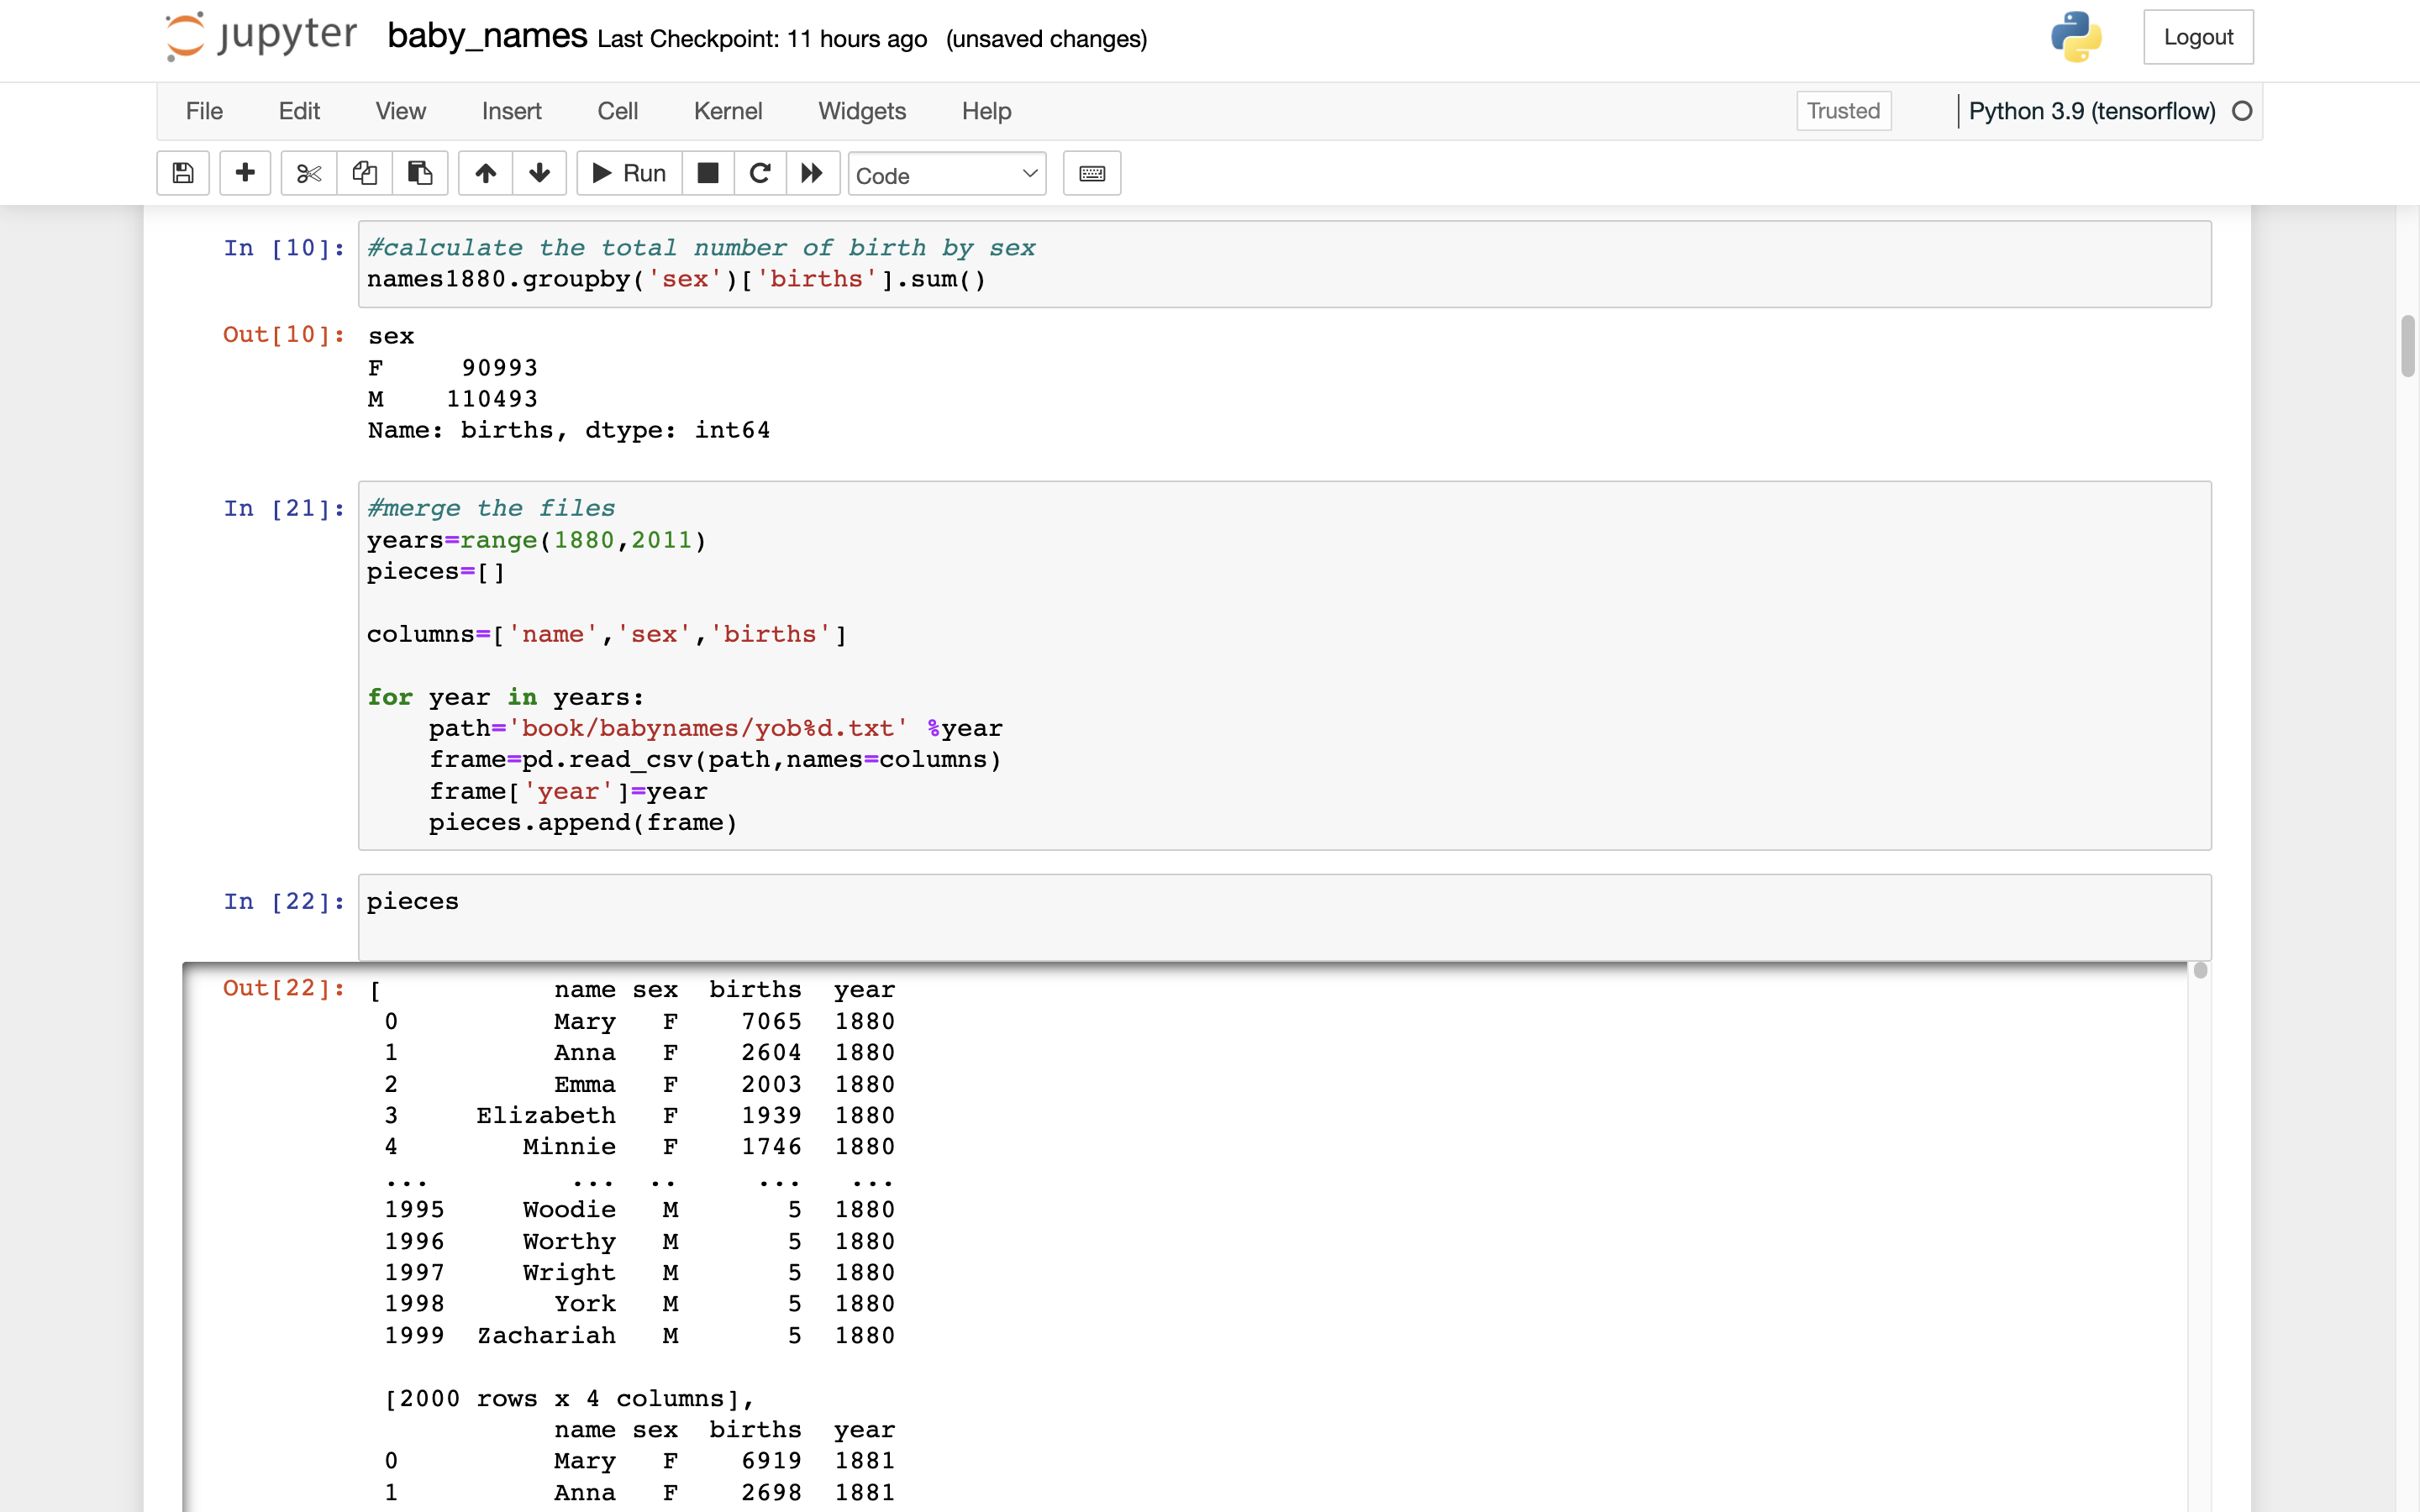 jupyter baby_names Last Checkpoint: 11 hours ago (unsaved changes) Logout
File Edit View Insert Cell Kernel Widgets Help Trusted Python 3.9 (tensorflow)
Run Code
In [10]: #calculate the total number of birth by sex
names1880.groupby('sex')['births'].sum()
Out[10]: sex
F     90993
M    110493
Name: births, dtype: int64
In [21]: #merge the files
years=range(1880,2011)
pieces=[]
columns=['name','sex','births']
for year in years:
    path='book/babynames/yob%d.txt' %year
    frame=pd.read_csv(path,names=columns)
    frame['year']=year
    pieces.append(frame)
In [22]: pieces
Out[22]: [           name sex  births  year
0          Mary   F    7065  1880
1          Anna   F    2604  1880
2          Emma   F    2003  1880
3     Elizabeth   F    1939  1880
4        Minnie   F    1746  1880
...         ...  ..     ...   ...
1995     Woodie   M       5  1880
1996     Worthy   M       5  1880
1997     Wright   M       5  1880
1998       York   M       5  1880
1999  Zachariah   M       5  1880
[2000 rows x 4 columns],
           name sex  births  year
0          Mary   F    6919  1881
1          Anna   F    2698  1881